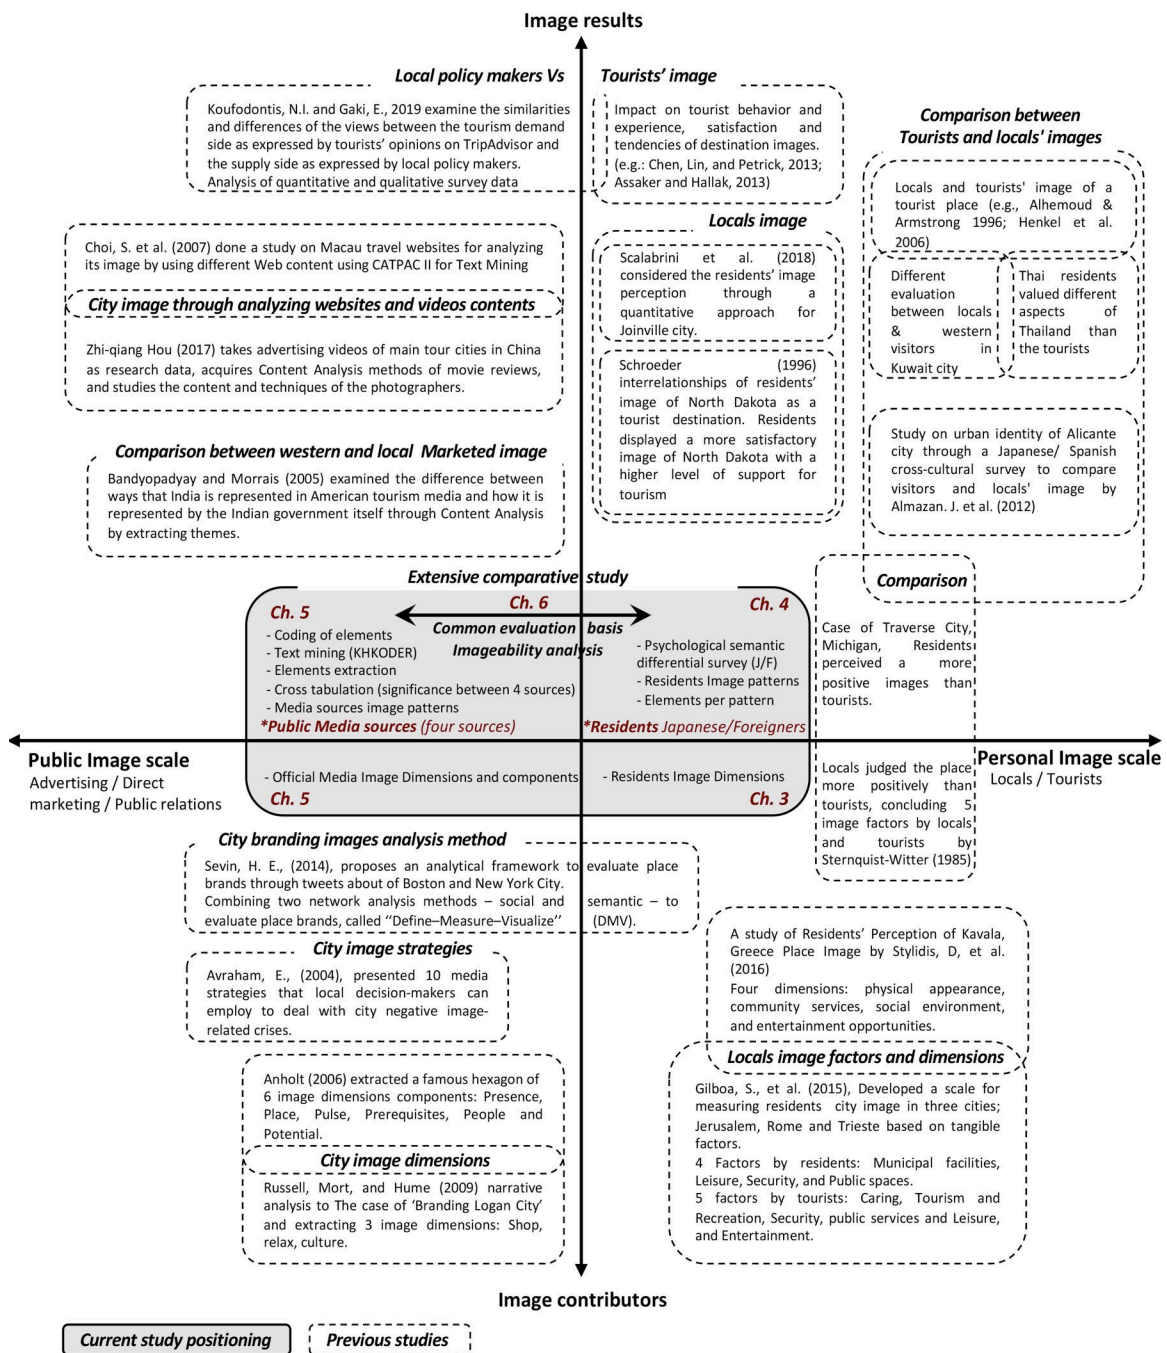 Image results
Local policy makers Vs
Tourists' image
Koufodontis, N.I. and Gaki, E., 2019 examine the similarities
and differences of the views between the tourism demand
side as expressed by tourists' opinions on TripAdvisor and
the supply side as expressed by local policy makers.
Analysis of quantitative and qualitative survey data
Impact on tourist behavior and
experience, satisfaction and
tendencies of destination images.
(e.g.: Chen, Lin, and Petrick, 2013;
Assaker and Hallak, 2013)
Comparison between
Tourists and locals' images
Locals and tourists' image of a
tourist place (e.g., Alhemoud &
Armstrong 1996; Henkel et al.
2006)
Different
evaluation
between locals
& western
visitors in
Kuwait city
Thai residents
valued different
aspects of
Thailand than
the tourists
Study on urban identity of Alicante
city through a Japanese/ Spanish
cross-cultural survey to compare
visitors and locals' image by
Almazan. J. et al. (2012)
Choi, S. et al. (2007) done a study on Macau travel websites for analyzing
its image by using different Web content using CATPAC II for Text Mining
City image through analyzing websites and videos contents
Zhi-qiang Hou (2017) takes advertising videos of main tour cities in China
as research data, acquires Content Analysis methods of movie reviews,
and studies the content and techniques of the photographers.
Locals image
Scalabrini et al. (2018)
considered the residents' image
perception through a
quantitative approach for
Joinville city.
Schroeder (1996)
interrelationships of residents'
image of North Dakota as a
tourist destination. Residents
displayed a more satisfactory
image of North Dakota with a
higher level of support for
tourism
Comparison between western and local Marketed image
Bandyopadyay and Morrais (2005) examined the difference between
ways that India is represented in American tourism media and how it is
represented by the Indian government itself through Content Analysis
by extracting themes.
Extensive comparative study
Ch. 5
Ch. 6
Ch. 4
Common evaluation basis
Imageability analysis
- Coding of elements
- Text mining (KHKODER)
- Elements extraction
- Cross tabulation (significance between 4 sources)
- Media sources image patterns
*Public Media sources (four sources)
- Psychological semantic
differential survey (J/F)
- Residents Image patterns
- Elements per pattern
*Residents Japanese/Foreigners
Comparison
Case of Traverse City,
Michigan, Residents
perceived a more
positive images than
tourists.
Public Image scale
Advertising / Direct
marketing / Public relations
Personal Image scale
Locals / Tourists
- Official Media Image Dimensions and components
Ch. 5
- Residents Image Dimensions
Ch. 3
Locals judged the place
more positively than
tourists, concluding 5
image factors by locals
and tourists by
Sternquist-Witter (1985)
City branding images analysis method
Sevin, H. E., (2014), proposes an analytical framework to evaluate place
brands through tweets about of Boston and New York City.
Combining two network analysis methods – social and semantic – to
evaluate place brands, called "Define–Measure–Visualize" (DMV).
City image strategies
Avraham, E., (2004), presented 10 media
strategies that local decision-makers can
employ to deal with city negative image-
related crises.
A study of Residents' Perception of Kavala,
Greece Place Image by Stylidis, D, et al.
(2016)
Four dimensions: physical appearance,
community services, social environment,
and entertainment opportunities.
Locals image factors and dimensions
Gilboa, S., et al. (2015), Developed a scale for
measuring residents city image in three cities;
Jerusalem, Rome and Trieste based on tangible
factors.
4 Factors by residents: Municipal facilities,
Leisure, Security, and Public spaces.
5 factors by tourists: Caring, Tourism and
Recreation, Security, public services and Leisure,
and Entertainment.
Anholt (2006) extracted a famous hexagon of
6 image dimensions components: Presence,
Place, Pulse, Prerequisites, People and
Potential.
City image dimensions
Russell, Mort, and Hume (2009) narrative
analysis to The case of 'Branding Logan City'
and extracting 3 image dimensions: Shop,
relax, culture.
Image contributors
Current study positioning
Previous studies